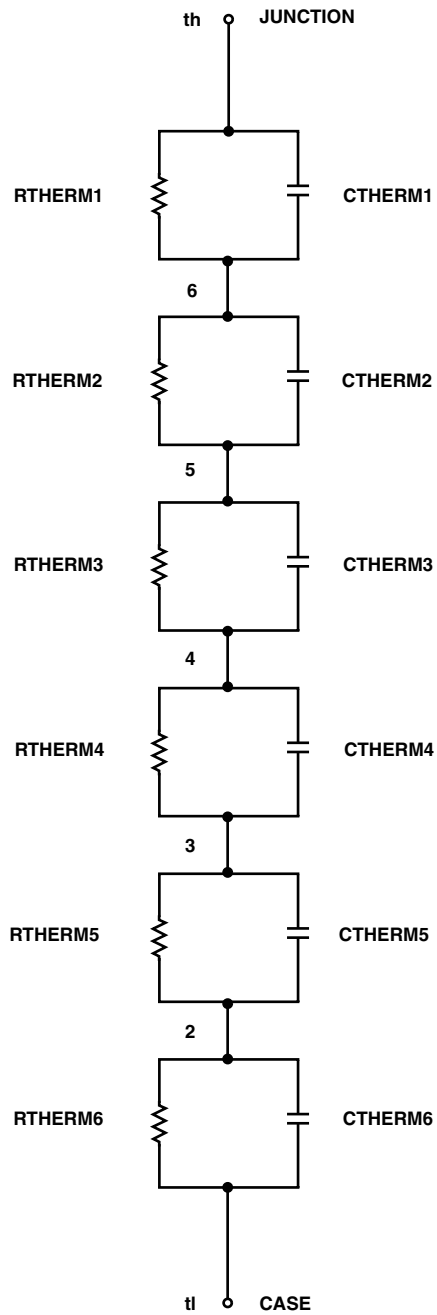 th JUNCTION
RTHERM1 CTHERM1
6
RTHERM2 CTHERM2
5
RTHERM3 CTHERM3
4
RTHERM4 CTHERM4
3
RTHERM5 CTHERM5
2
RTHERM6 CTHERM6
tl CASE